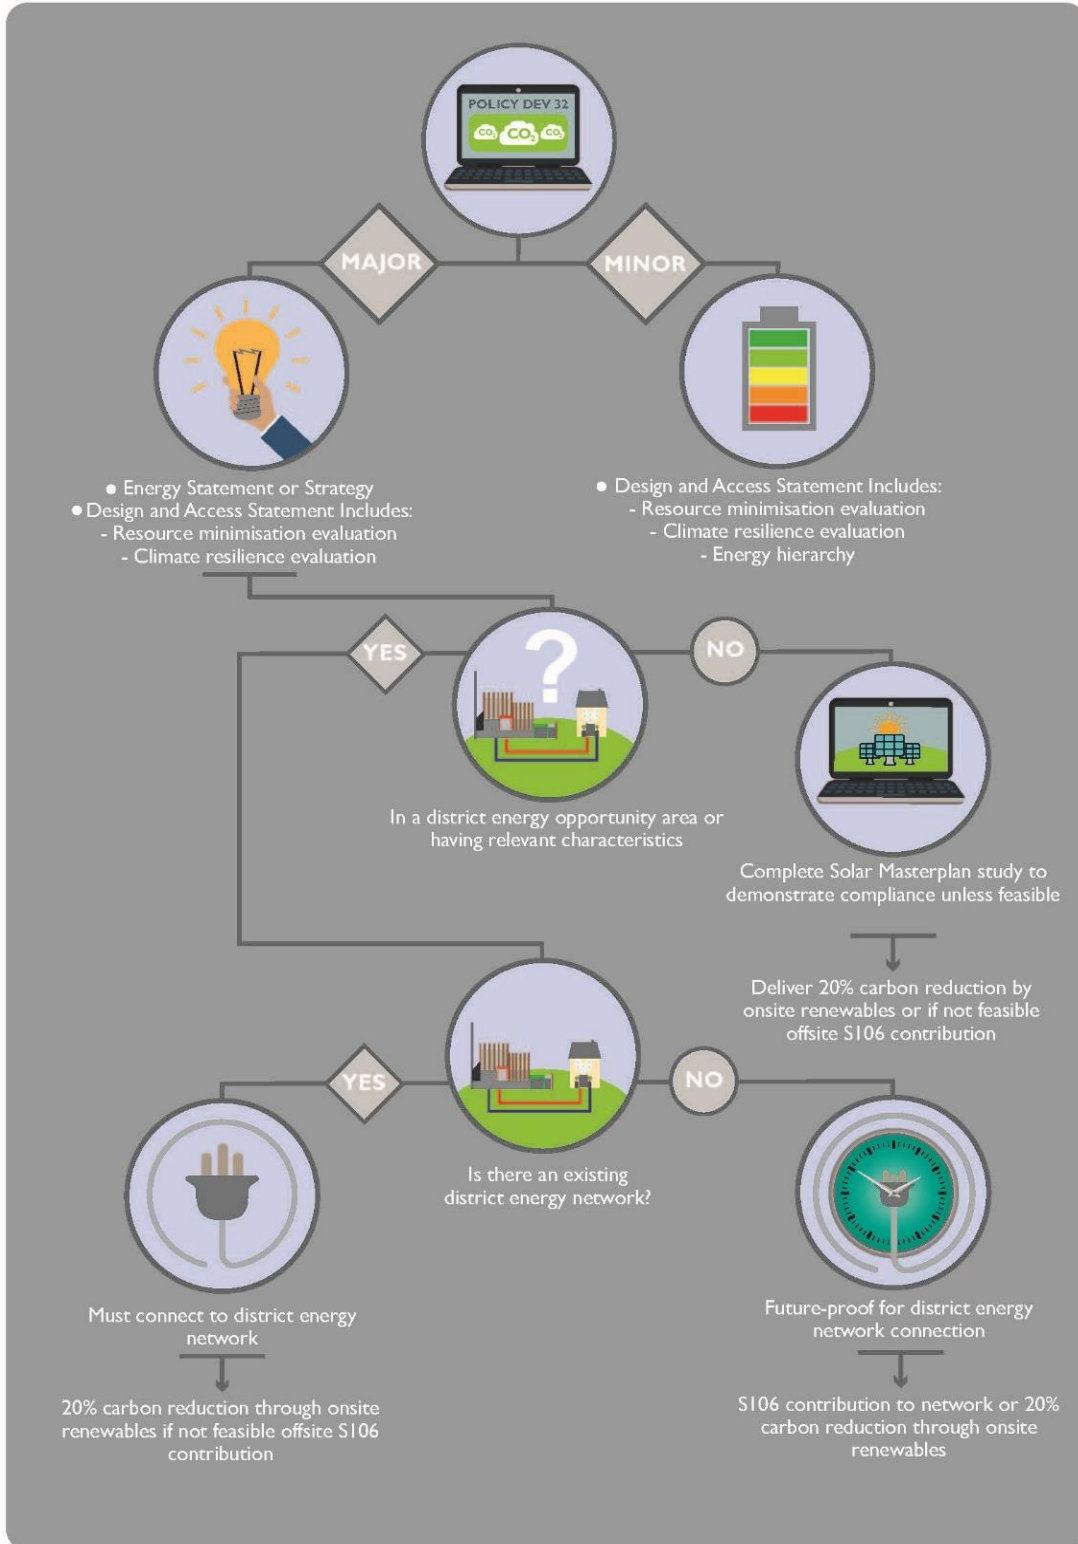 POLICY DEV 32
CO2 CO2 CO2
MAJOR
MINOR
● Energy Statement or Strategy
● Design and Access Statement Includes:
- Resource minimisation evaluation
- Climate resilience evaluation
● Design and Access Statement Includes:
- Resource minimisation evaluation
- Climate resilience evaluation
- Energy hierarchy
YES
?
NO
In a district energy opportunity area or
having relevant characteristics
Complete Solar Masterplan study to
demonstrate compliance unless feasible
Deliver 20% carbon reduction by
onsite renewables or if not feasible
offsite S106 contribution
YES
NO
Is there an existing
district energy network?
Must connect to district energy
network
20% carbon reduction through onsite
renewables if not feasible offsite S106
contribution
Future-proof for district energy
network connection
S106 contribution to network or 20%
carbon reduction through onsite
renewables